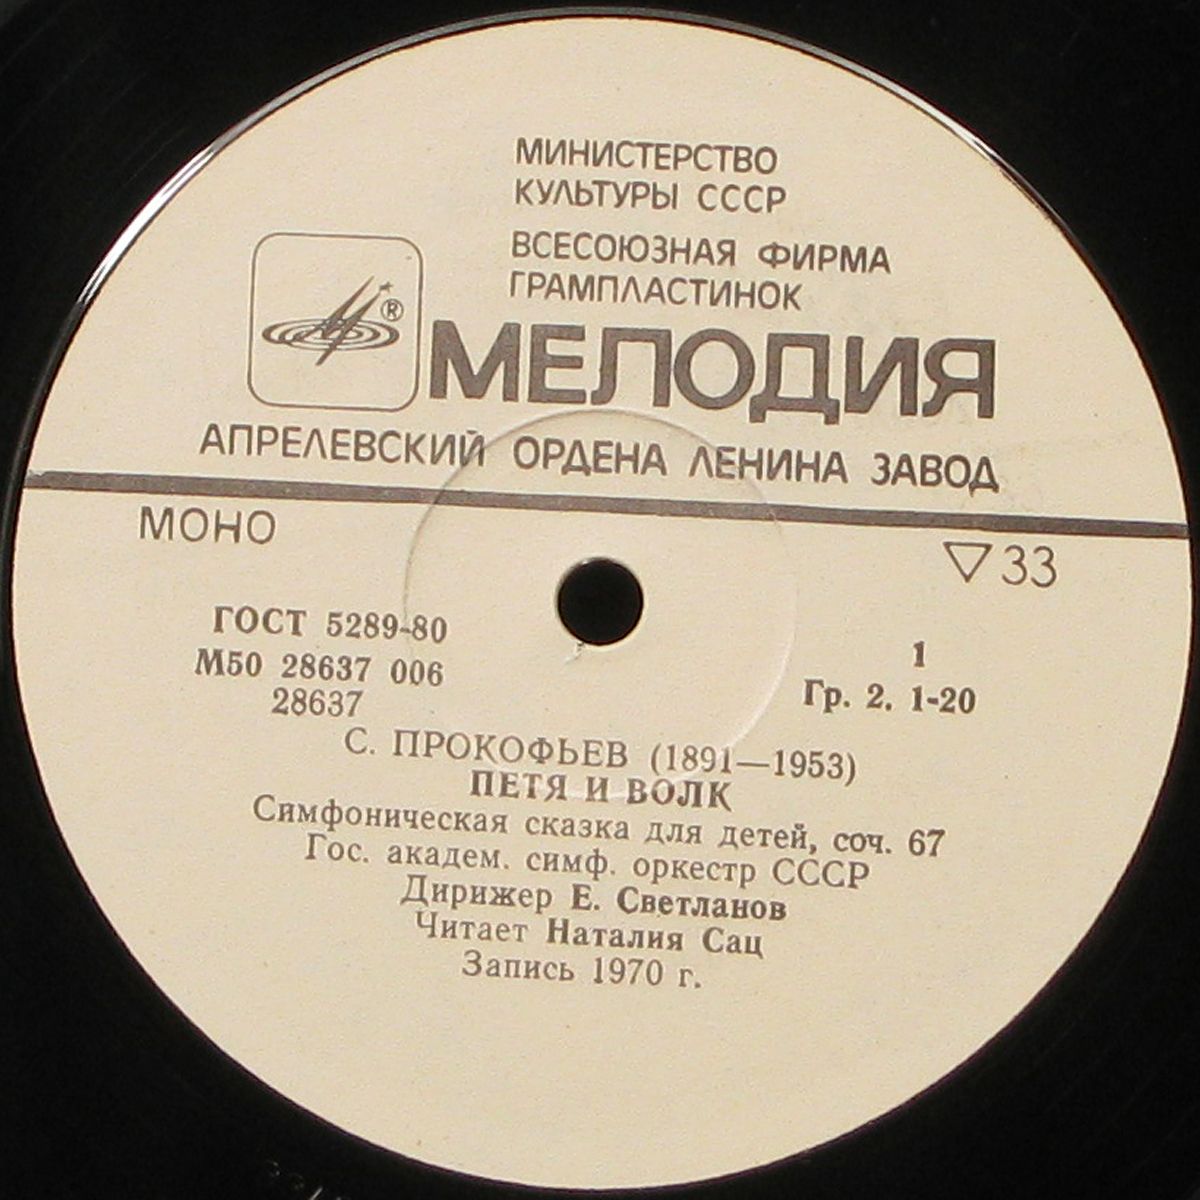 МИНИСТЕРСТВО
КУЛЬТУРЫ СССР
ВСЕСОЮЗНАЯ ФИРМА
ГРАМПЛАСТИНОК
®
МЕЛОДИЯ
АПРЕЛЕВСКИЙ ОРДЕНА ЛЕНИНА ЗАВОД
МОНО
▽33
ГОСТ 5289-80
М50 28637 006
1
28637
Гр. 2. 1-20
С. ПРОКОФЬЕВ (1891—1953)
ПЕТЯ И ВОЛК
Симфоническая сказка для детей, соч. 67
Гос. академ. симф. оркестр СССР
Дирижер Е. Светланов
Читает Наталия Сац
Запись 1970 г.